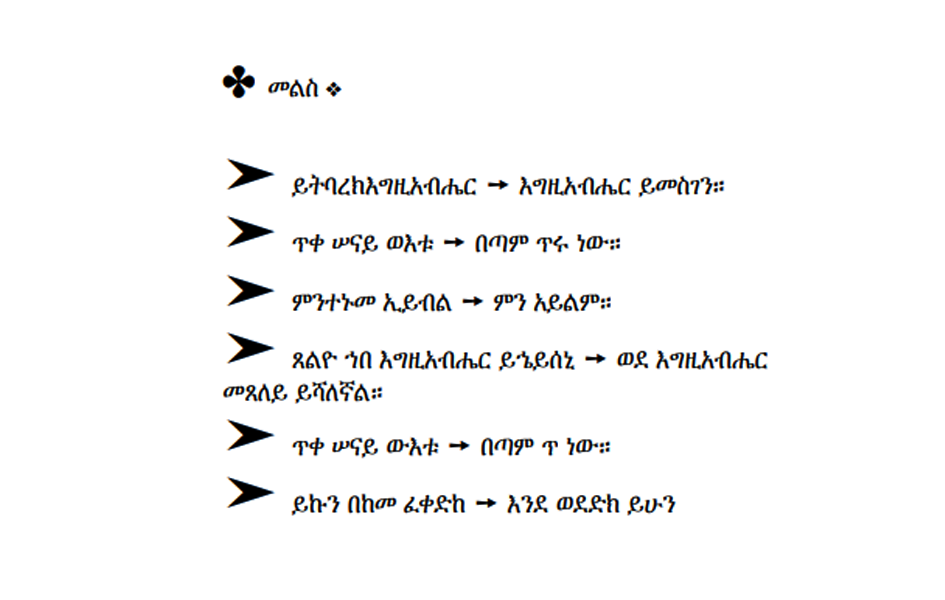 ✤ መልስ ❖
➤ ይትባረክእግዚአብሔር → እግዚአብሔር ይመስገን።
➤ ጥቀ ሠናይ ወእቱ → በጣም ጥሩ ነው።
➤ ምንተኑመ ኢይብል → ምን አይልም።
➤ ጸልዮ ኀበ እግዚአብሔር ይኄይሰኒ → ወደ እግዚአብሔር
መጸለይ ይሻለኛል።
➤ ጥቀ ሠናይ ውእቱ → በጣም ጥ ነው።
➤ ይኩን በከመ ፈቀድከ → እንደ ወደድክ ይሁን